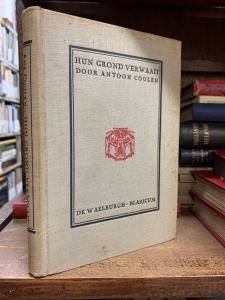 HUN GROND VERWAAIT
DOOR ANTOON COOLEN
DE WAELBURGH-BLARICUM